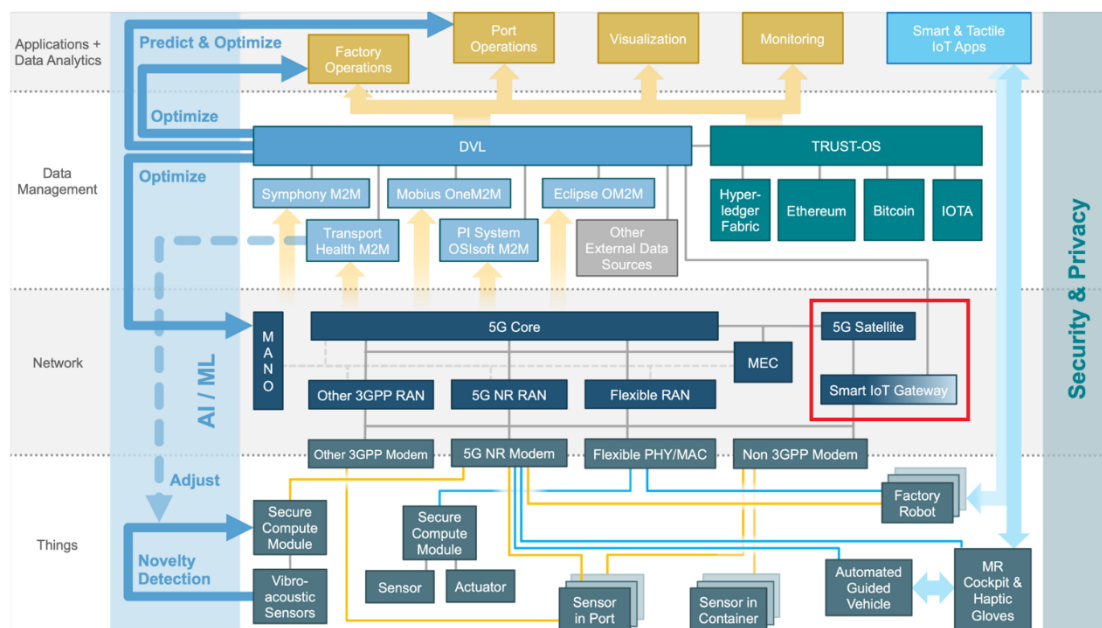 Applications +
Data Analytics
Predict & Optimize
Factory
Operations
Port
Operations
Visualization
Monitoring
Smart & Tactile
IoT Apps
Optimize
Data
Management
Optimize
DVL
TRUST-OS
Symphony M2M
Mobius OneM2M
Eclipse OM2M
Transport
Health M2M
PI System
OSIsoft M2M
Other
External Data
Sources
Hyper-
ledger
Fabric
Ethereum
Bitcoin
IOTA
Network
MANO
5G Core
5G Satellite
MEC
Other 3GPP RAN
5G NR RAN
Flexible RAN
Smart IoT Gateway
Other 3GPP Modem
5G NR Modem
Flexible PHY/MAC
Non 3GPP Modem
AI / ML
Security & Privacy
Adjust
Things
Novelty
Detection
Secure
Compute
Module
Vibro-
acoustic
Sensors
Secure
Compute
Module
Sensor
Actuator
Sensor
in Port
Sensor in
Container
Factory
Robot
Automated
Guided
Vehicle
MR
Cockpit &
Haptic
Gloves